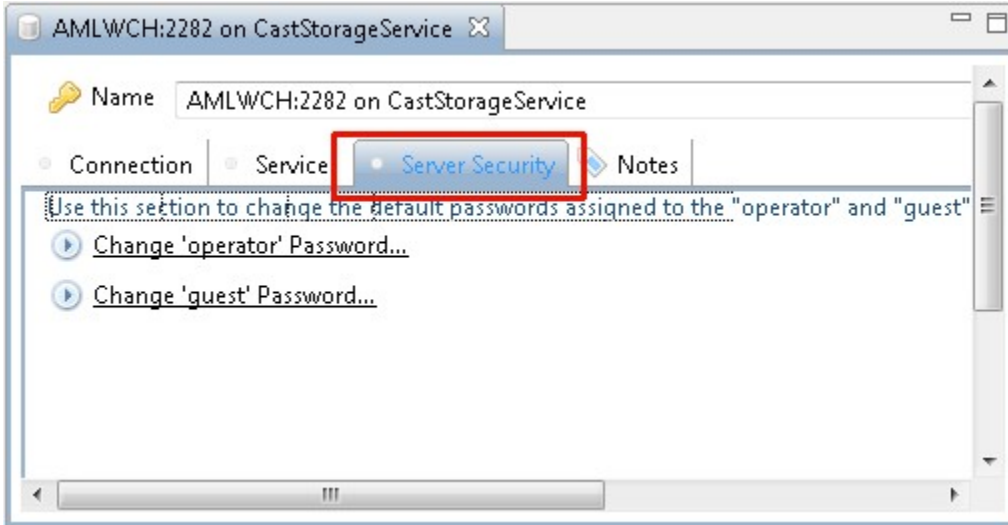 AMLWCH:2282 on CastStorageService
Name AMLWCH:2282 on CastStorageService
Connection Service Server Security Notes
Use this section to change the default passwords assigned to the "operator" and "guest"
Change 'operator' Password...
Change 'guest' Password...